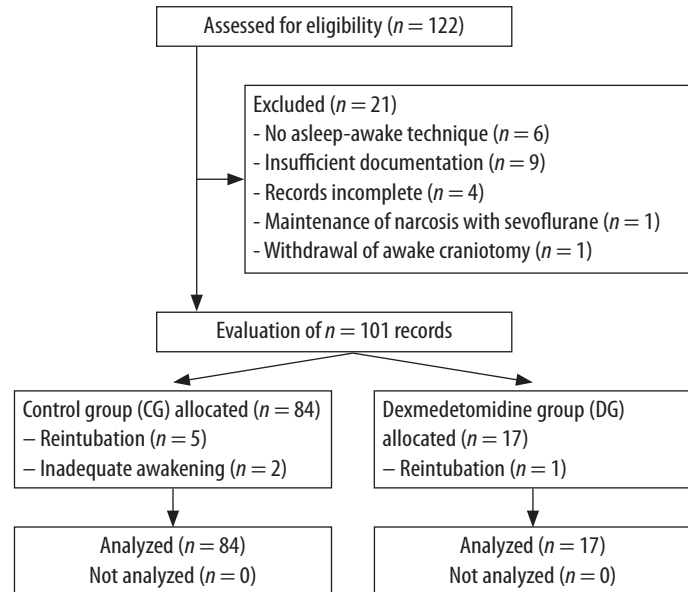 Assessed for eligibility (n = 122)
Excluded (n = 21)
- No asleep-awake technique (n = 6)
- Insufficient documentation (n = 9)
- Records incomplete (n = 4)
- Maintenance of narcosis with sevoflurane (n = 1)
- Withdrawal of awake craniotomy (n = 1)
Evaluation of n = 101 records
Control group (CG) allocated (n = 84)
– Reintubation (n = 5)
– Inadequate awakening (n = 2)
Dexmedetomidine group (DG)
allocated (n = 17)
– Reintubation (n = 1)
Analyzed (n = 84)
Not analyzed (n = 0)
Analyzed (n = 17)
Not analyzed (n = 0)